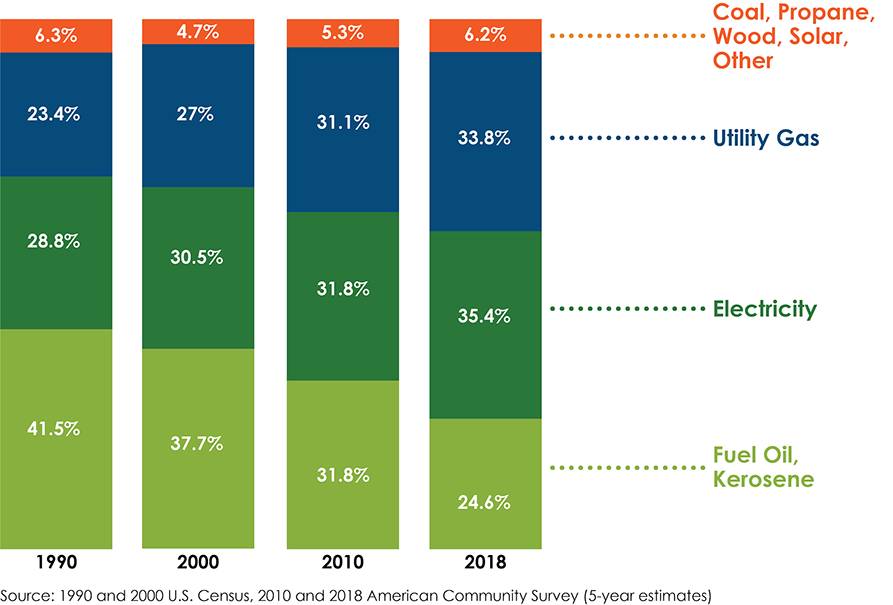 6.3%
4.7%
5.3%
6.2%
Coal, Propane,
Wood, Solar,
Other
23.4%
27%
31.1%
33.8%
Utility Gas
28.8%
30.5%
31.8%
35.4%
Electricity
41.5%
37.7%
31.8%
24.6%
Fuel Oil,
Kerosene
1990
2000
2010
2018
Source: 1990 and 2000 U.S. Census, 2010 and 2018 American Community Survey (5-year estimates)